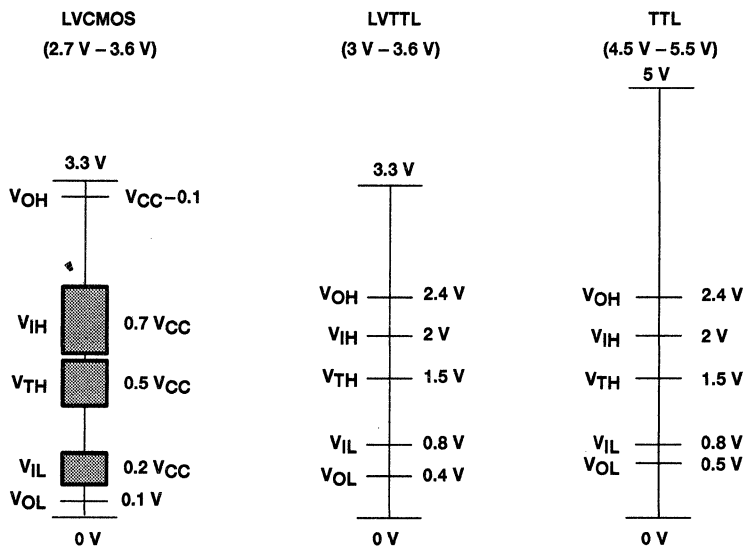 LVCMOS
(2.7 V – 3.6 V)
3.3 V
VOH
VCC–0.1
VIH
0.7 VCC
VTH
0.5 VCC
VIL
0.2 VCC
VOL
0.1 V
0 V
LVTTL
(3 V – 3.6 V)
3.3 V
VOH
2.4 V
VIH
2 V
VTH
1.5 V
VIL
0.8 V
VOL
0.4 V
0 V
TTL
(4.5 V – 5.5 V)
5 V
VOH
2.4 V
VIH
2 V
VTH
1.5 V
VIL
0.8 V
VOL
0.5 V
0 V